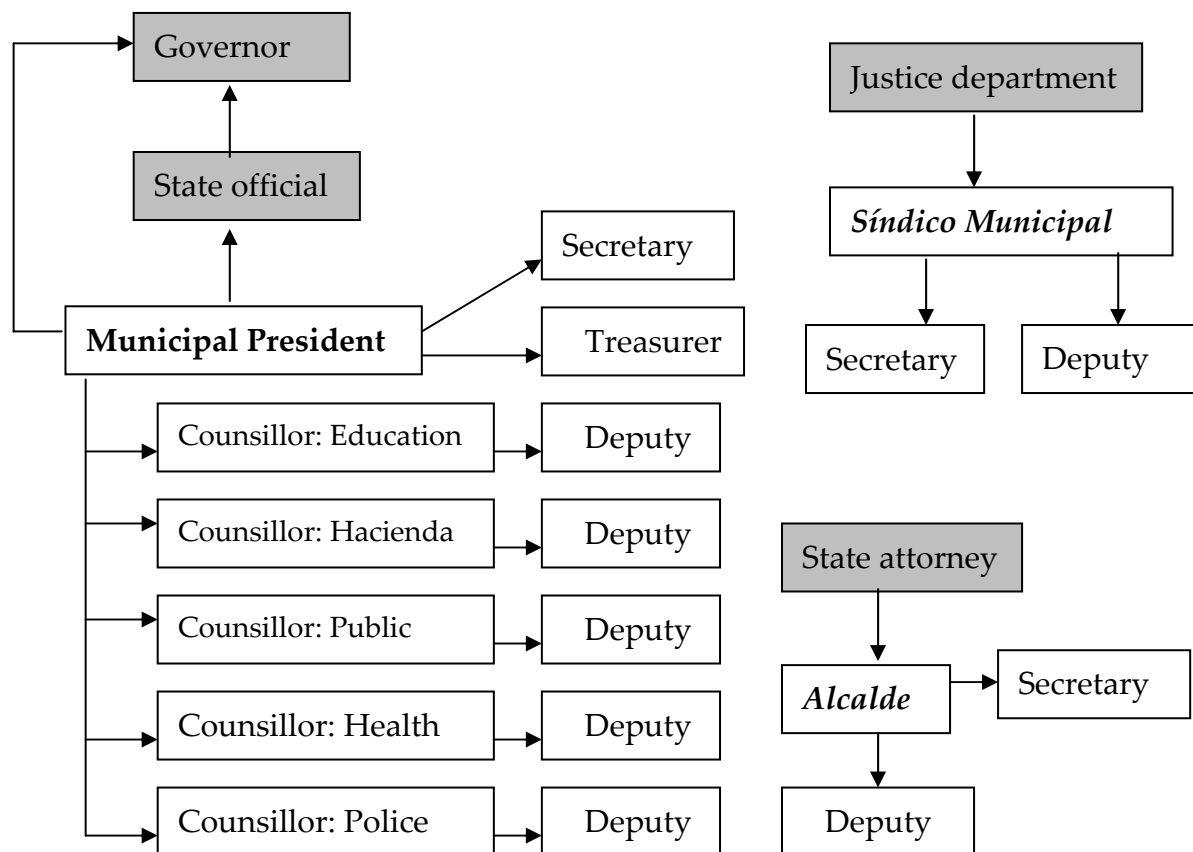 Governor
State official
Municipal President
Secretary
Treasurer
Counsillor: Education
Deputy
Counsillor: Hacienda
Deputy
Counsillor: Public
Deputy
Counsillor: Health
Deputy
Counsillor: Police
Deputy
Justice department
Síndico Municipal
Secretary
Deputy
State attorney
Alcalde
Secretary
Deputy